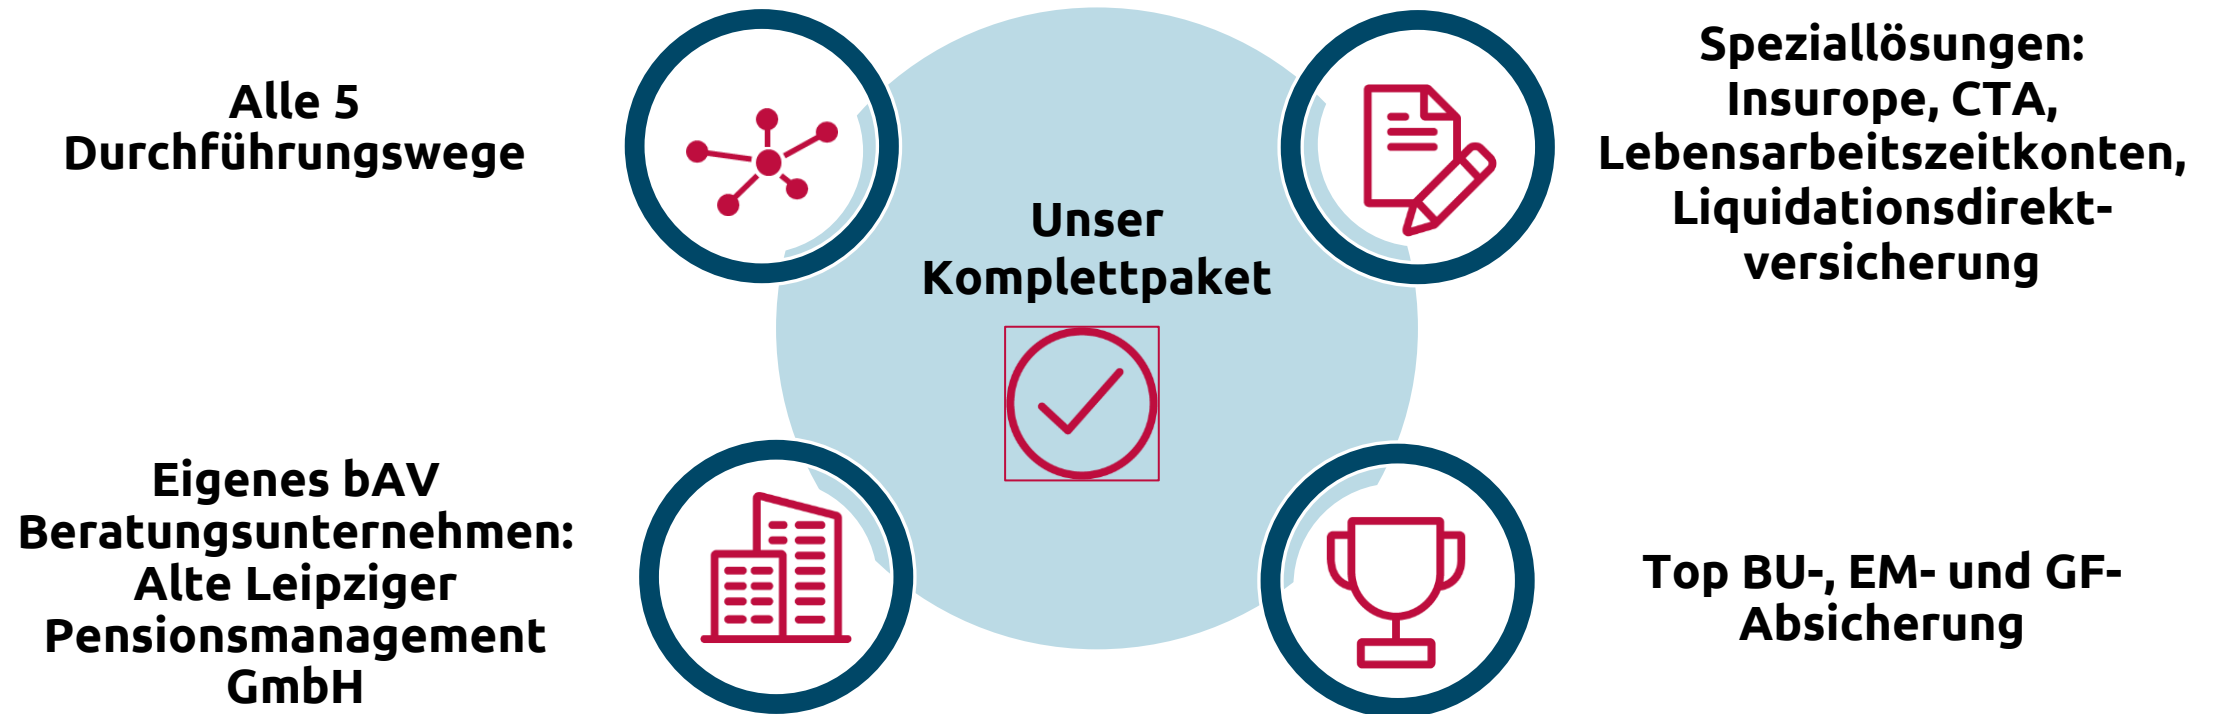 Alle 5
Durchführungswege
Unser
Komplettpaket
Speziallösungen:
Insurope, CTA,
Lebensarbeitszeitkonten,
Liquidationsdirekt-
versicherung
Eigenes bAV
Beratungsunternehmen:
Alte Leipziger
Pensionsmanagement
GmbH
Top BU-, EM- und GF-
Absicherung